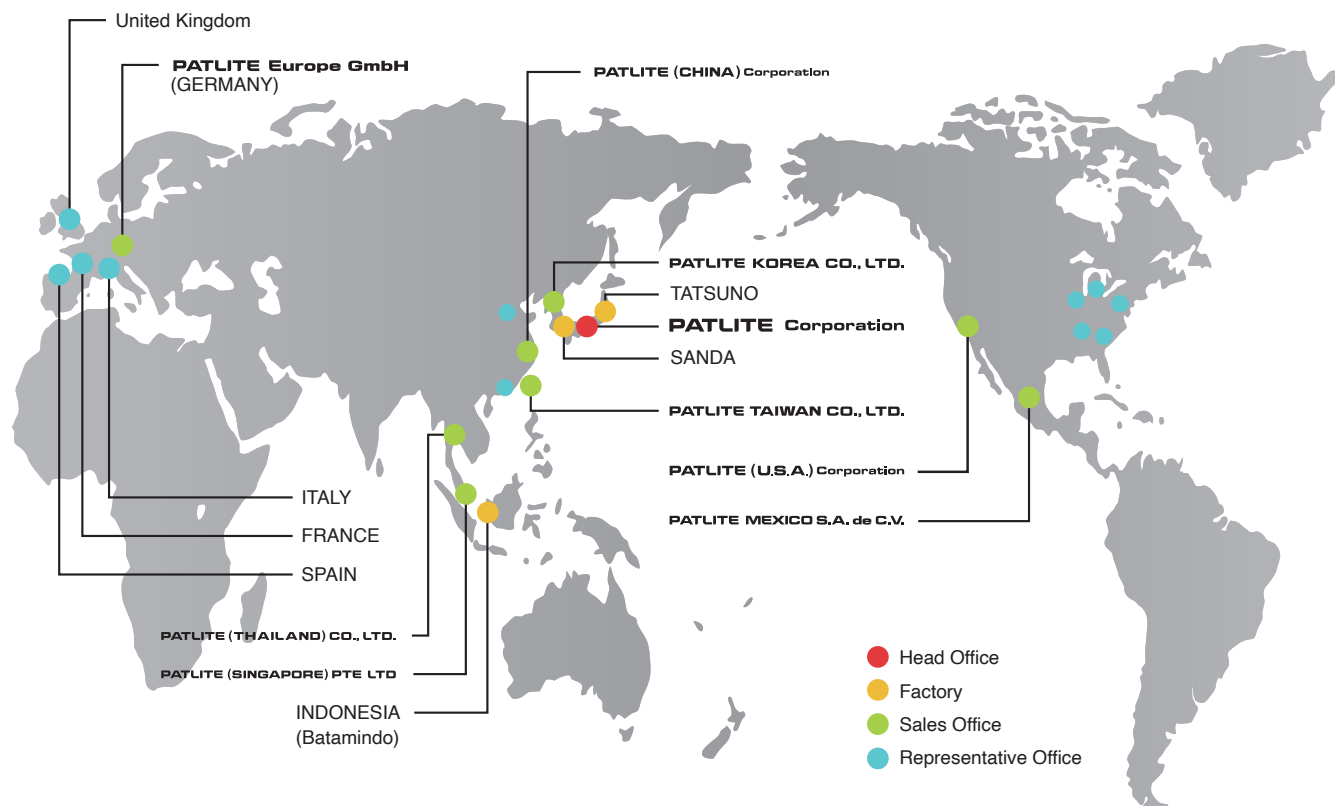 United Kingdom
PATLITE Europe GmbH
(GERMANY)
PATLITE (CHINA) Corporation
PATLITE KOREA CO., LTD.
TATSUNO
PATLITE Corporation
SANDA
PATLITE TAIWAN CO., LTD.
PATLITE (U.S.A.) Corporation
PATLITE MEXICO S.A. de C.V.
ITALY
FRANCE
SPAIN
PATLITE (THAILAND) CO., LTD.
PATLITE (SINGAPORE) PTE LTD
INDONESIA
(Batamindo)
Head Office
Factory
Sales Office
Representative Office